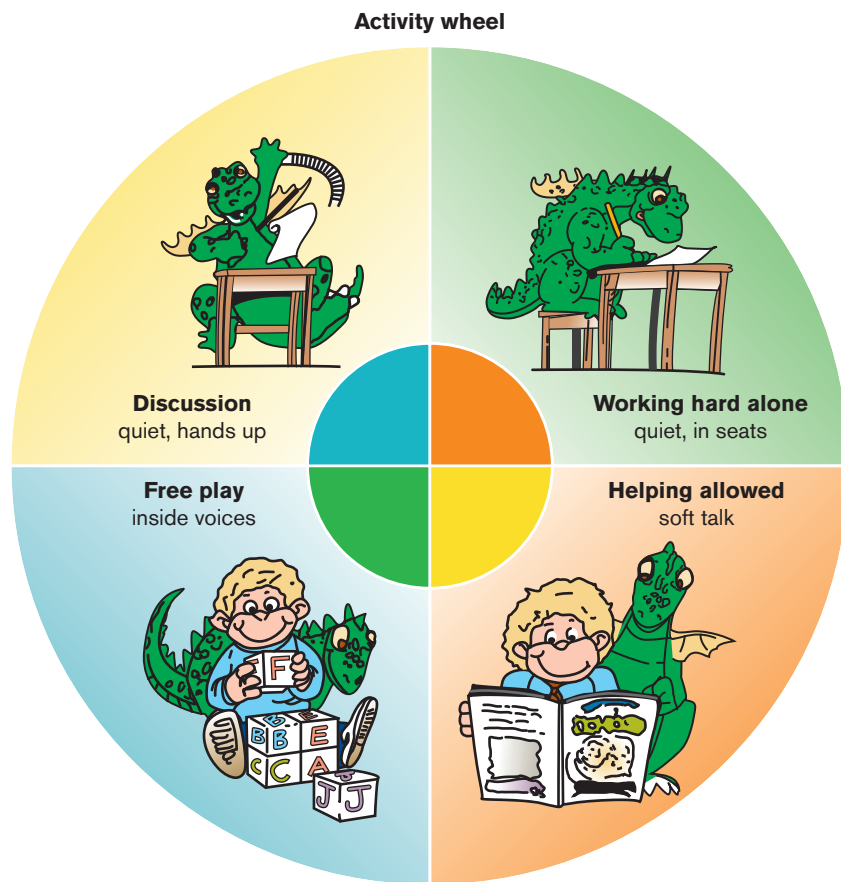 Activity wheel
Discussion
quiet, hands up
Working hard alone
quiet, in seats
Free play
inside voices
Helping allowed
soft talk
F
B
E
B
B
E
C
C
A
J
J